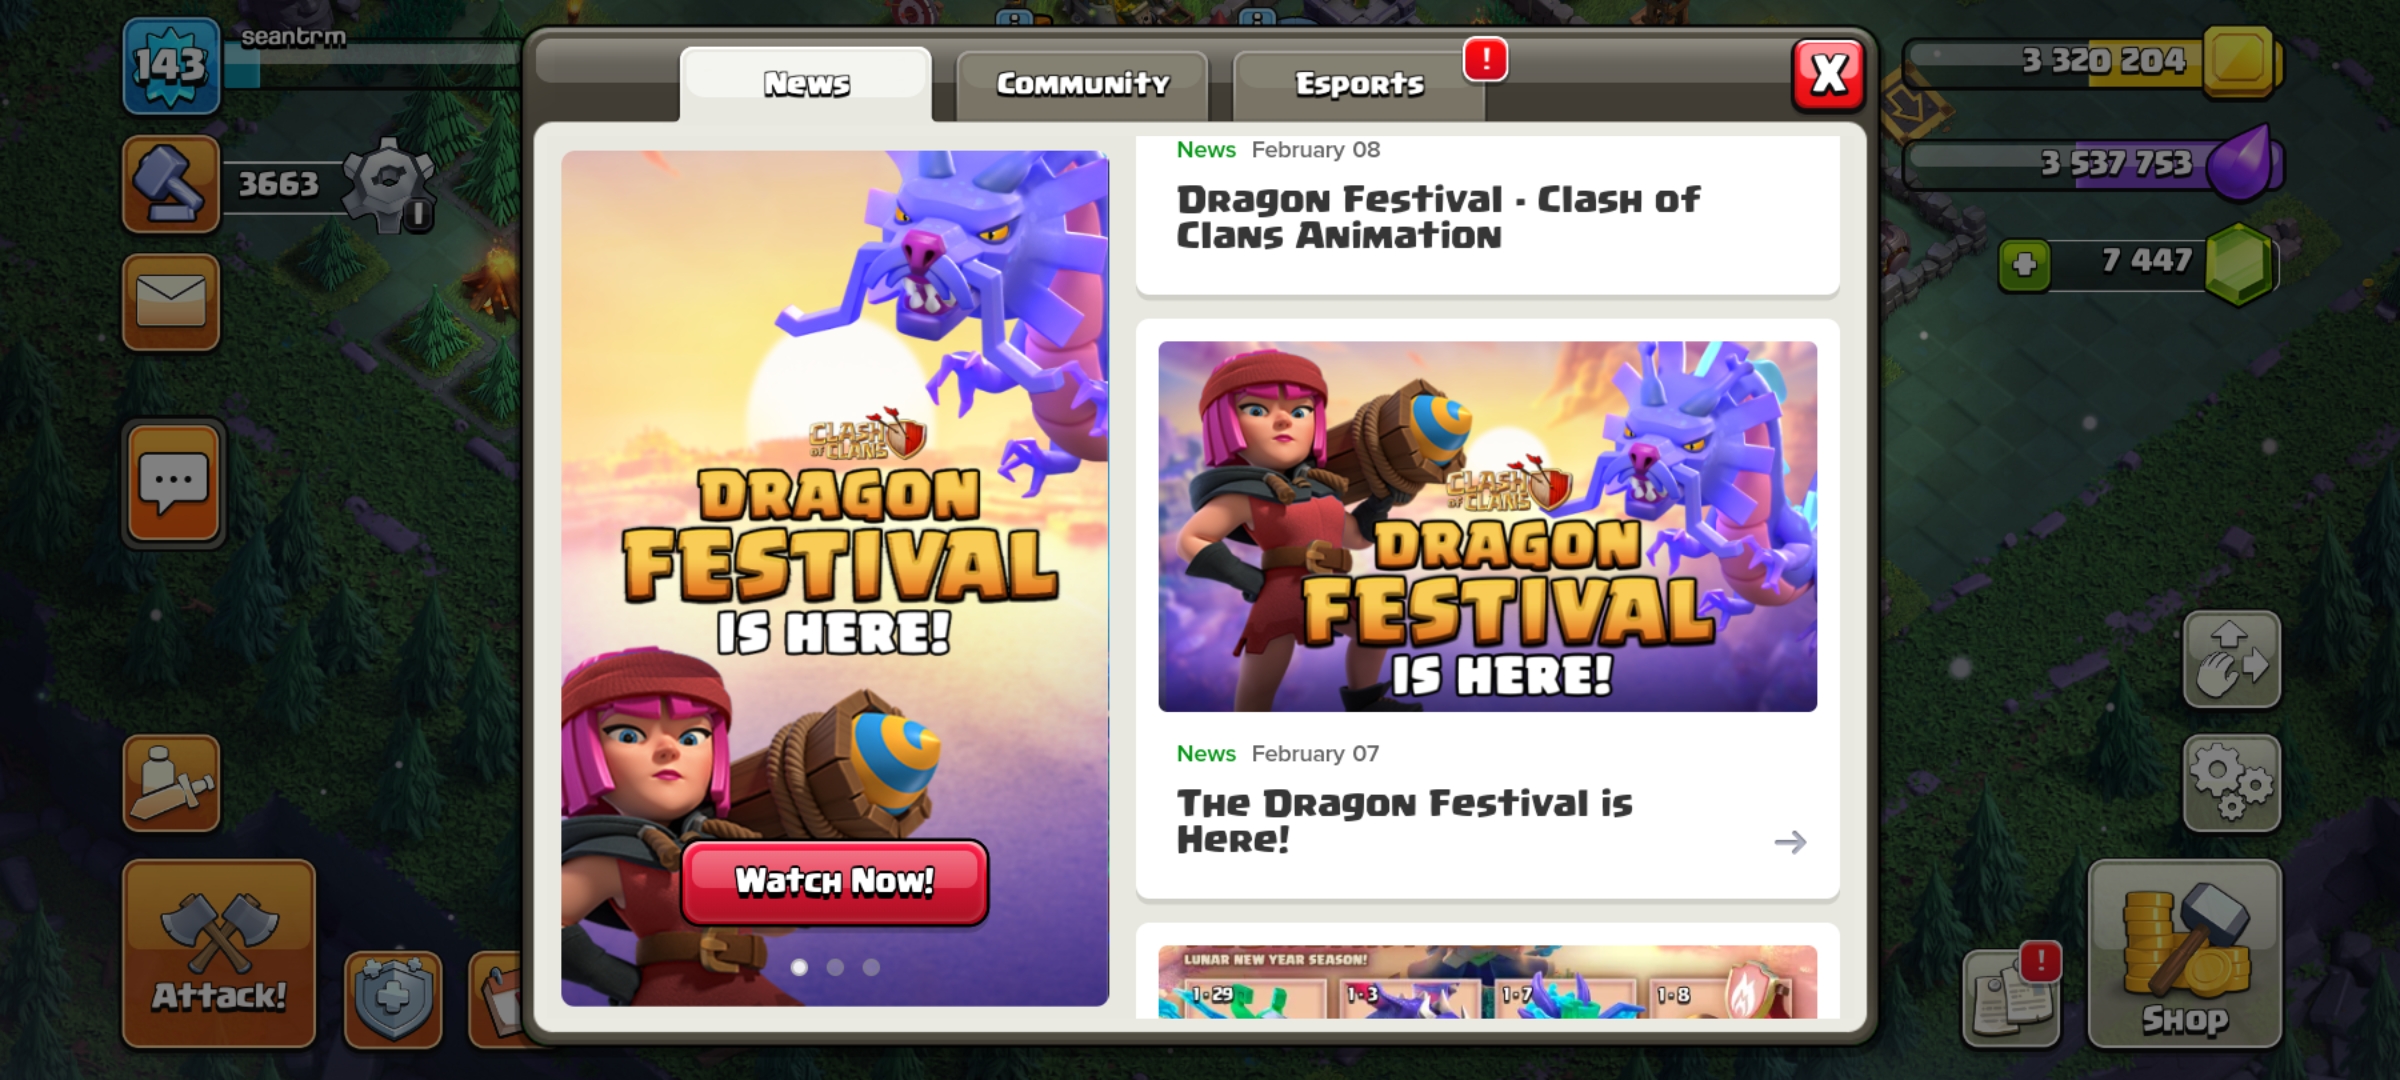 143
seantrm
3663
News
Community
Esports
!
X
3 320 204
3 537 753
7 447
CLASH
OF CLANS
DRAGON
FESTIVAL
IS HERE!
Watch Now!
News February 08
Dragon Festival - Clash of
Clans Animation
CLASH
OF CLANS
DRAGON
FESTIVAL
IS HERE!
News February 07
The Dragon Festival is
Here!
LUNAR NEW YEAR SEASON!
1-29
1-3
1-7
1-8
Attack!
!
Shop